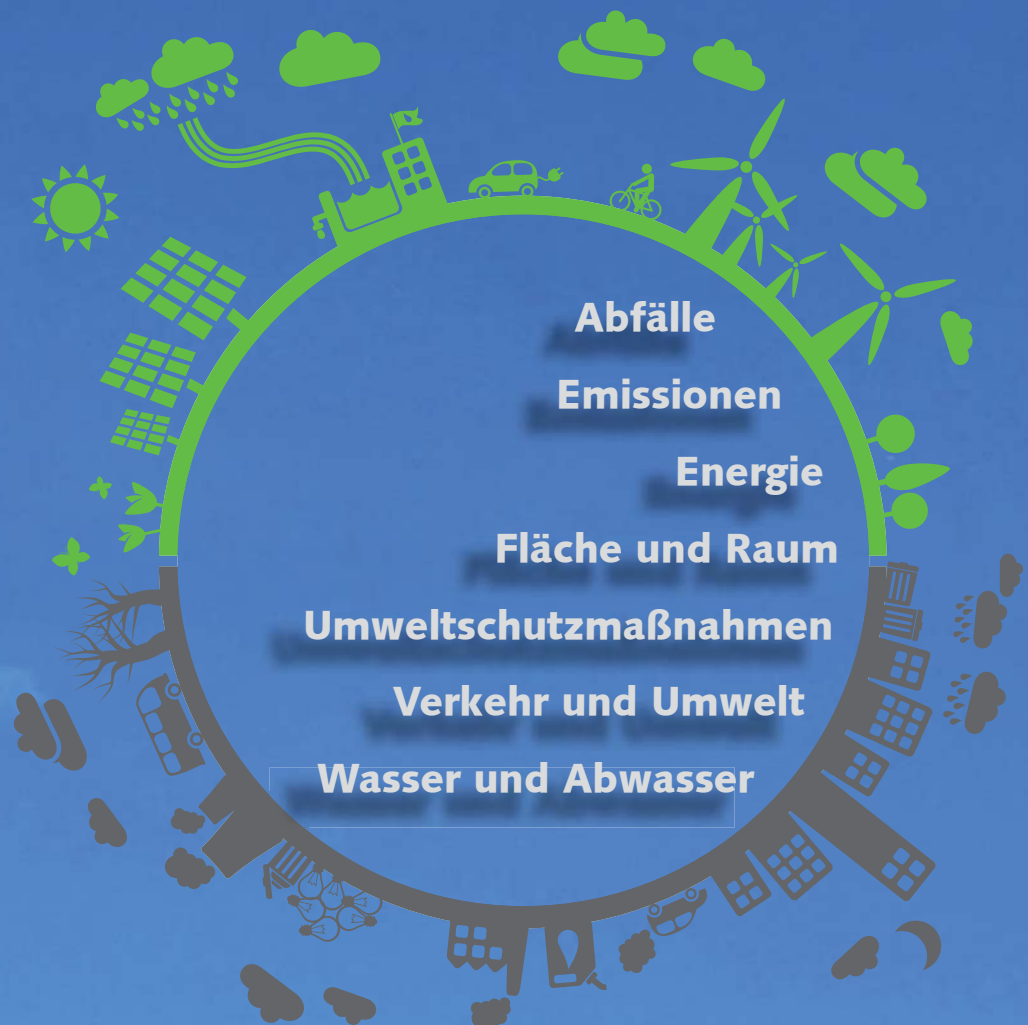 Abfälle
Emissionen
Energie
Fläche und Raum
Umweltschutzmaßnahmen
Verkehr und Umwelt
Wasser und Abwasser